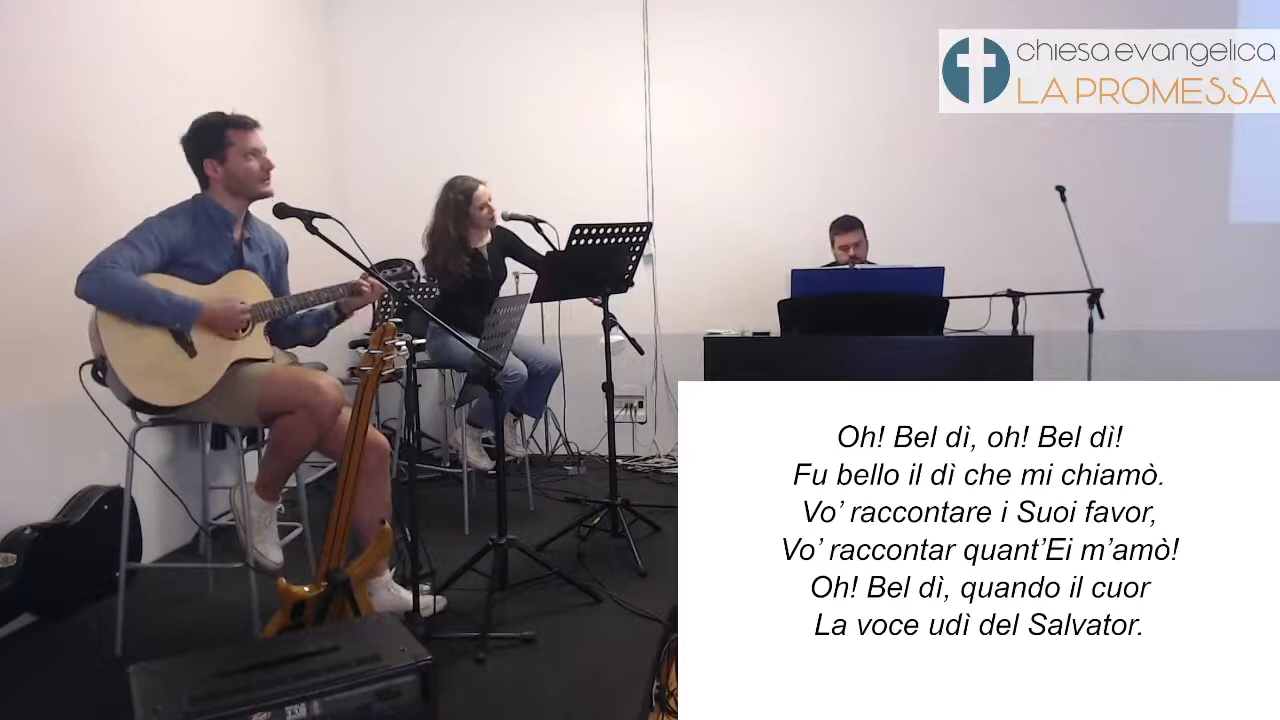 chiesa evangelica
LA PROMESSA
Oh! Bel dì, oh! Bel dì!
Fu bello il dì che mi chiamò.
Vo’ raccontare i Suoi favor,
Vo’ raccontar quant’Ei m’amò!
Oh! Bel dì, quando il cuor
La voce udì del Salvator.